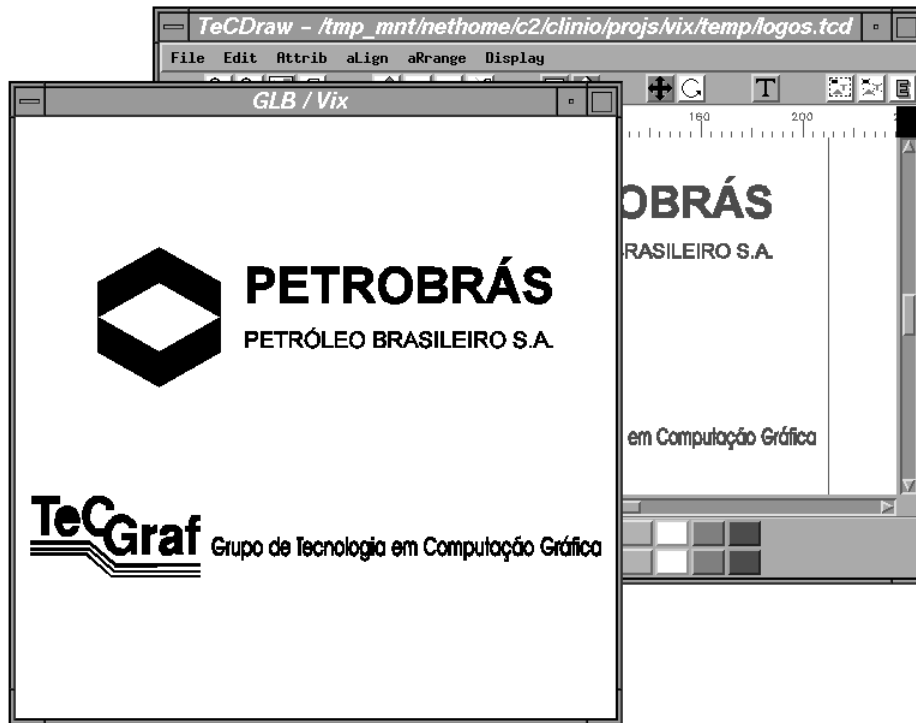 TeCDraw – /tmp_mnt/nethome/c2/clinio/projs/vix/temp/logos.tcd
File Edit Attrib aLign aRrange Display
T
E
160 200
OBRÁS
RASILEIRO S.A.
em Computação Gráfica
GLB / Vix
PETROBRÁS
PETRÓLEO BRASILEIRO S.A.
TeCGraf Grupo de Tecnologia em Computação Gráfica